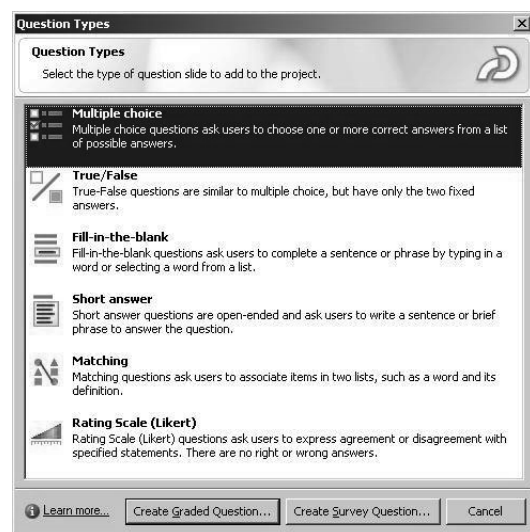 Question Types
Question Types
Select the type of question slide to add to the project.
Multiple choice
Multiple choice questions ask users to choose one or more correct answers from a list
of possible answers.
True/False
True-False questions are similar to multiple choice, but have only the two fixed
answers.
Fill-in-the-blank
Fill-in-the-blank questions ask users to complete a sentence or phrase by typing in a
word or selecting a word from a list.
Short answer
Short answer questions are open-ended and ask users to write a sentence or brief
phrase to answer the question.
Matching
Matching questions ask users to associate items in two lists, such as a word and its
definition.
Rating Scale (Likert)
Rating Scale (Likert) questions ask users to express agreement or disagreement with
specified statements. There are no right or wrong answers.
Learn more... Create Graded Question... Create Survey Question... Cancel